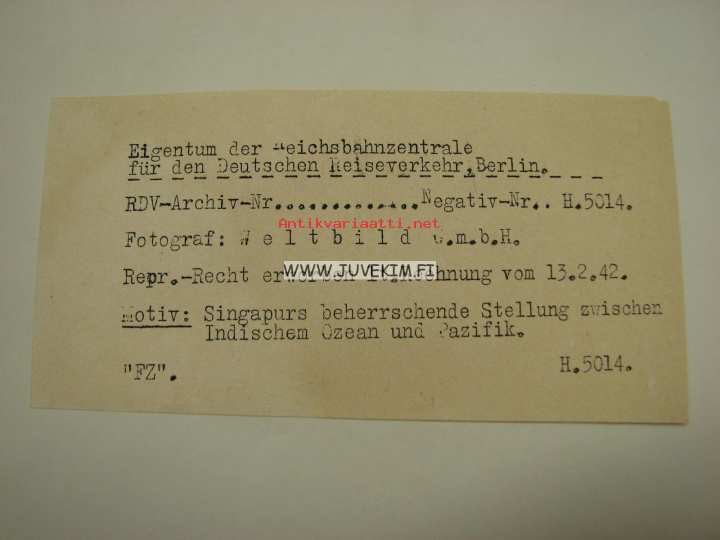 Eigentum der Reichsbahnzentrale
für den Deutschen Reiseverkehr, Berlin.
RDV-Archiv-Nr..............Negativ-Nr.. H.5014.
Antikvariaatti.net
Fotograf: Weltbild G.m.b.H.
WWW.JUVEKIM.FI
Repr.-Recht erworben lt.Rechnung vom 13.2.42.
Motiv: Singapurs beherrschende Stellung zwischen
Indischem Ozean und Pazifik.
"FZ". H.5014.